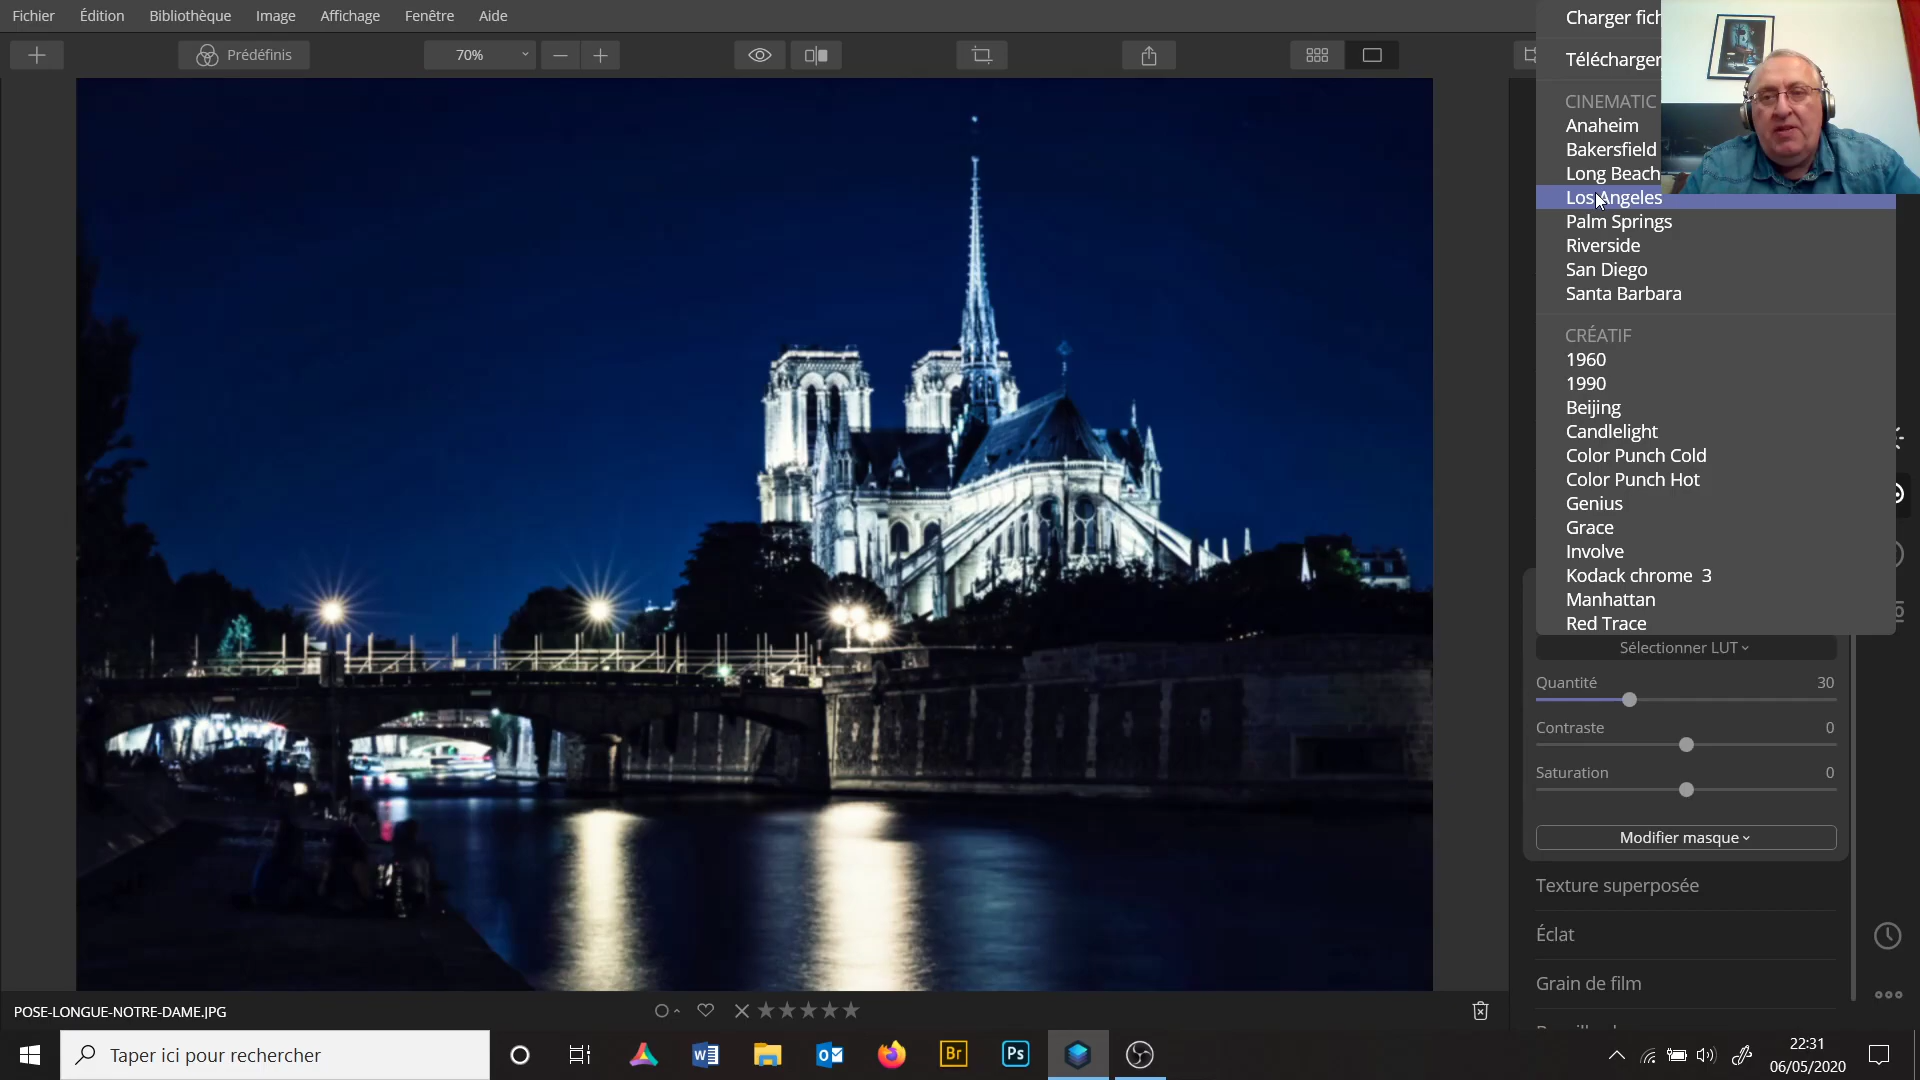 Fichier Édition Bibliothèque Image Affichage Fenêtre Aide
Prédéfinis 70%
Charger fich
Télécharger
CINEMATIC
Anaheim
Bakersfield
Long Beach
Los Angeles
Palm Springs
Riverside
San Diego
Santa Barbara
CRÉATIF
1960
1990
Beijing
Candlelight
Color Punch Cold
Color Punch Hot
Genius
Grace
Involve
Kodack chrome 3
Manhattan
Red Trace
Sélectionner LUT
Quantité 30
Contraste 0
Saturation 0
Modifier masque
Texture superposée
Éclat
Grain de film
POSE-LONGUE-NOTRE-DAME.JPG
Taper ici pour rechercher
W
O
Br
Ps
22:31
06/05/2020